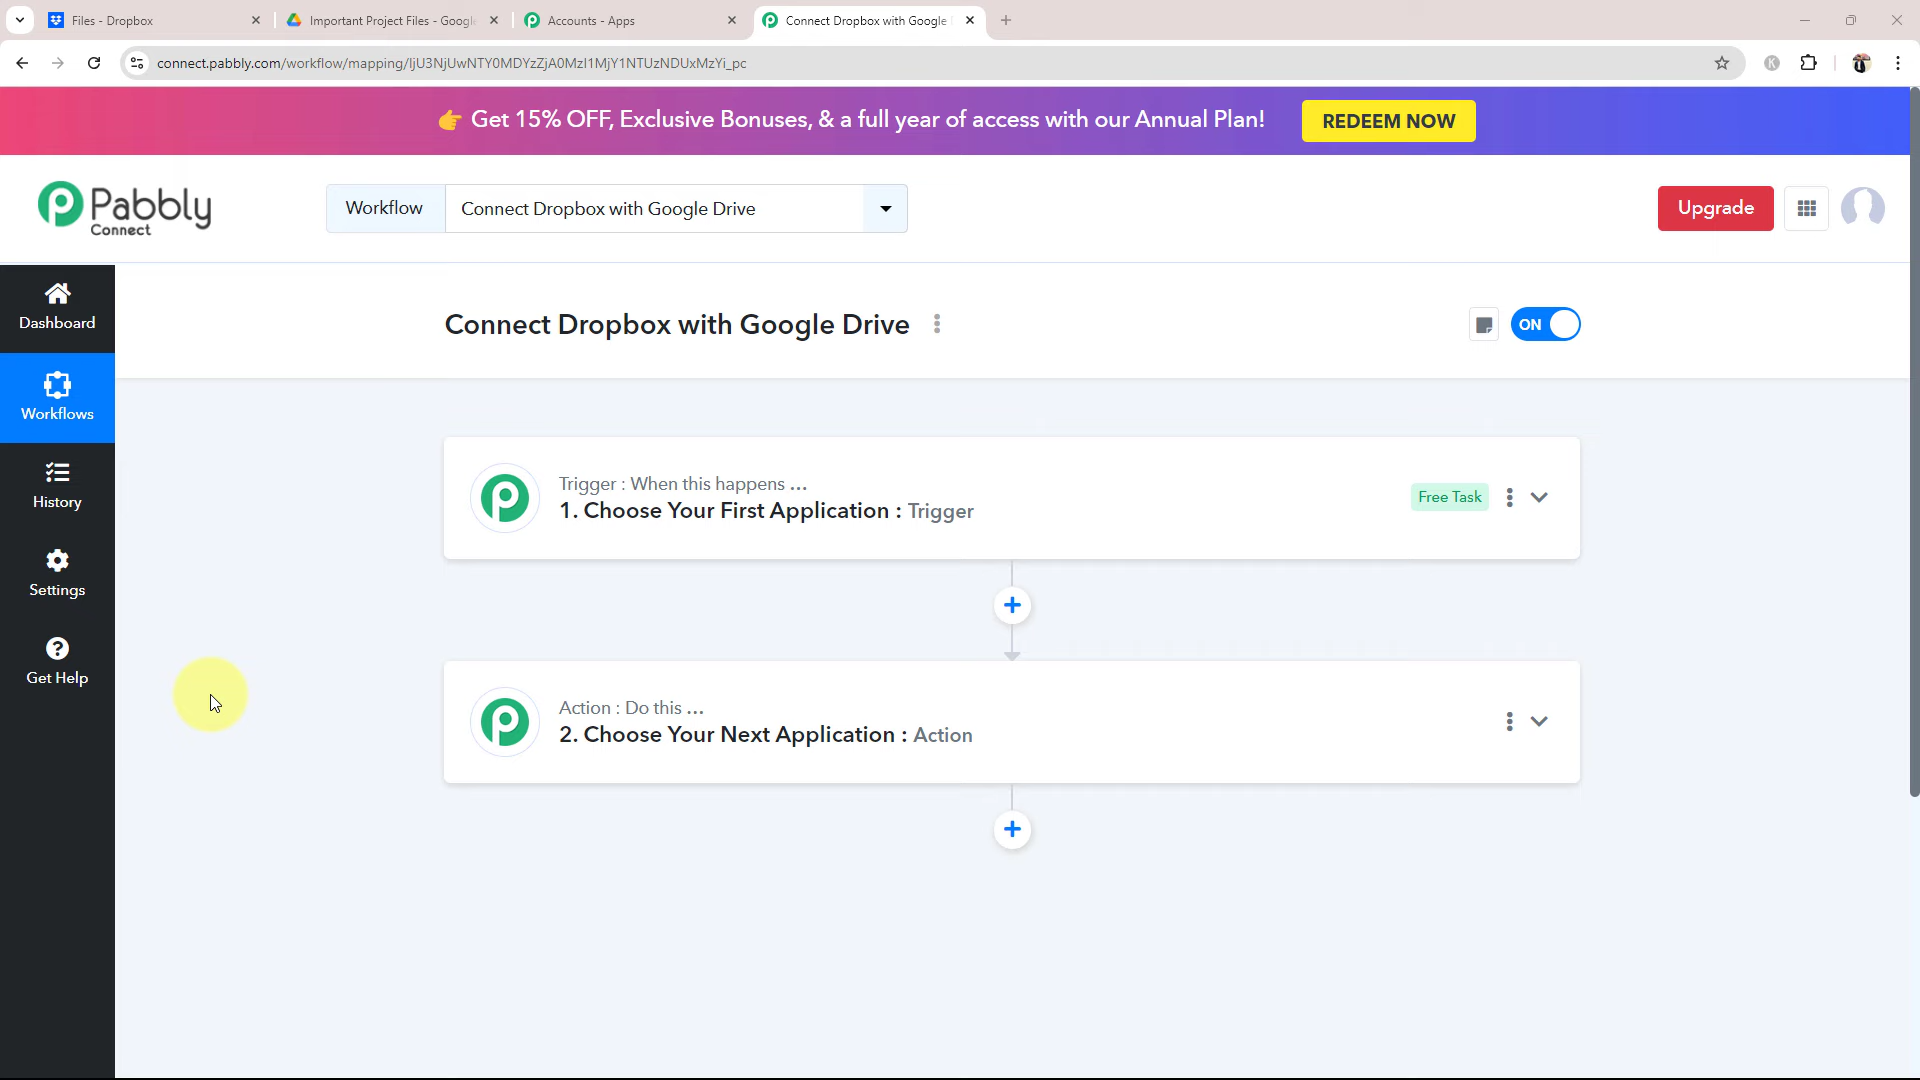 Files - Dropbox
Important Project Files - Google
Accounts - Apps
Connect Dropbox with Google
connect.pabbly.com/workflow/mapping/IjU3NjUwNTY0MDYzZjA0MzI1MjY1NTUzNDUxMzYi_pc
K
👉 Get 15% OFF, Exclusive Bonuses, & a full year of access with our Annual Plan!
REDEEM NOW
Pabbly
Connect
Workflow
Connect Dropbox with Google Drive
Upgrade
Dashboard
Workflows
History
Settings
Get Help
Connect Dropbox with Google Drive
ON
Trigger : When this happens ...
1. Choose Your First Application : Trigger
Free Task
Action : Do this ...
2. Choose Your Next Application : Action